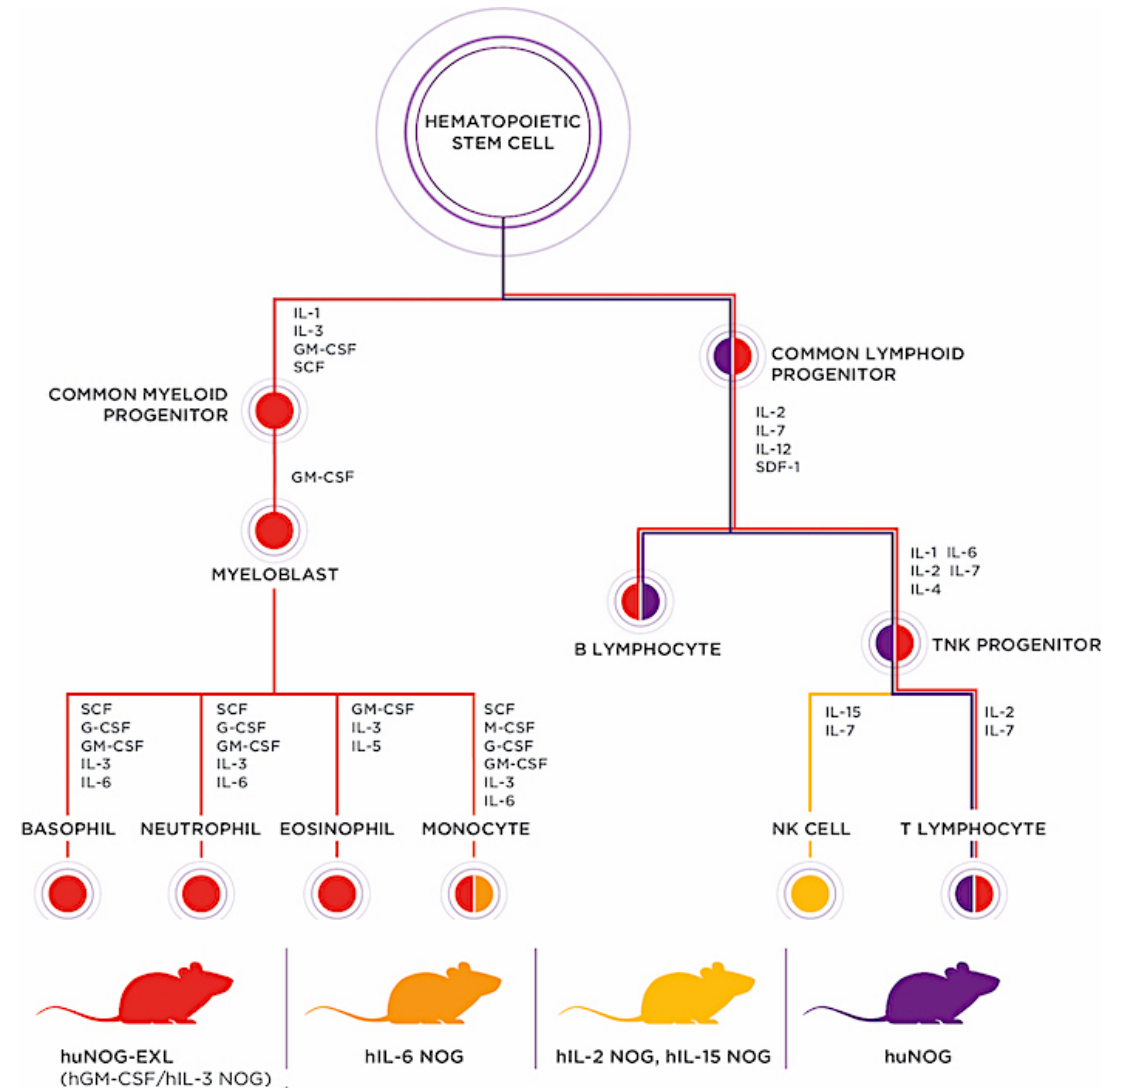 HEMATOPOIETIC
STEM CELL
IL-1
IL-3
GM-CSF
SCF
COMMON MYELOID
PROGENITOR
COMMON LYMPHOID
PROGENITOR
IL-2
IL-7
IL-12
SDF-1
GM-CSF
MYELOBLAST
IL-1 IL-6
IL-2 IL-7
IL-4
B LYMPHOCYTE
TNK PROGENITOR
SCF
G-CSF
GM-CSF
IL-3
IL-6
SCF
G-CSF
GM-CSF
IL-3
IL-6
GM-CSF
IL-3
IL-5
SCF
M-CSF
G-CSF
GM-CSF
IL-3
IL-6
IL-15
IL-7
IL-2
IL-7
BASOPHIL
NEUTROPHIL
EOSINOPHIL
MONOCYTE
NK CELL
T LYMPHOCYTE
huNOG-EXL
(hGM-CSF/hIL-3 NOG)
hIL-6 NOG
hIL-2 NOG, hIL-15 NOG
huNOG